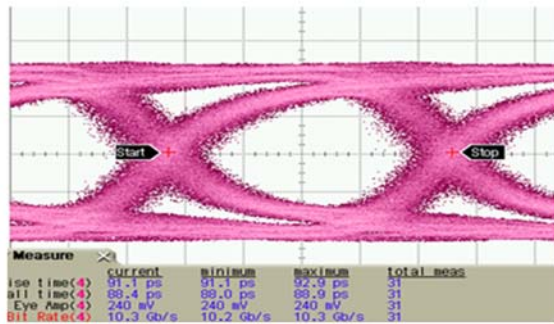 Start Stop
Measure
current minimum maximum total meas
ise time(4) 91.1 ps 91.1 ps 92.9 ps 31
all time(4) 88.4 ps 88.0 ps 88.9 ps 31
Eye Amp(4) 240 mV 240 mV 240 mV 31
Bit Rate(4) 10.3 Gb/s 10.2 Gb/s 10.3 Gb/s 31